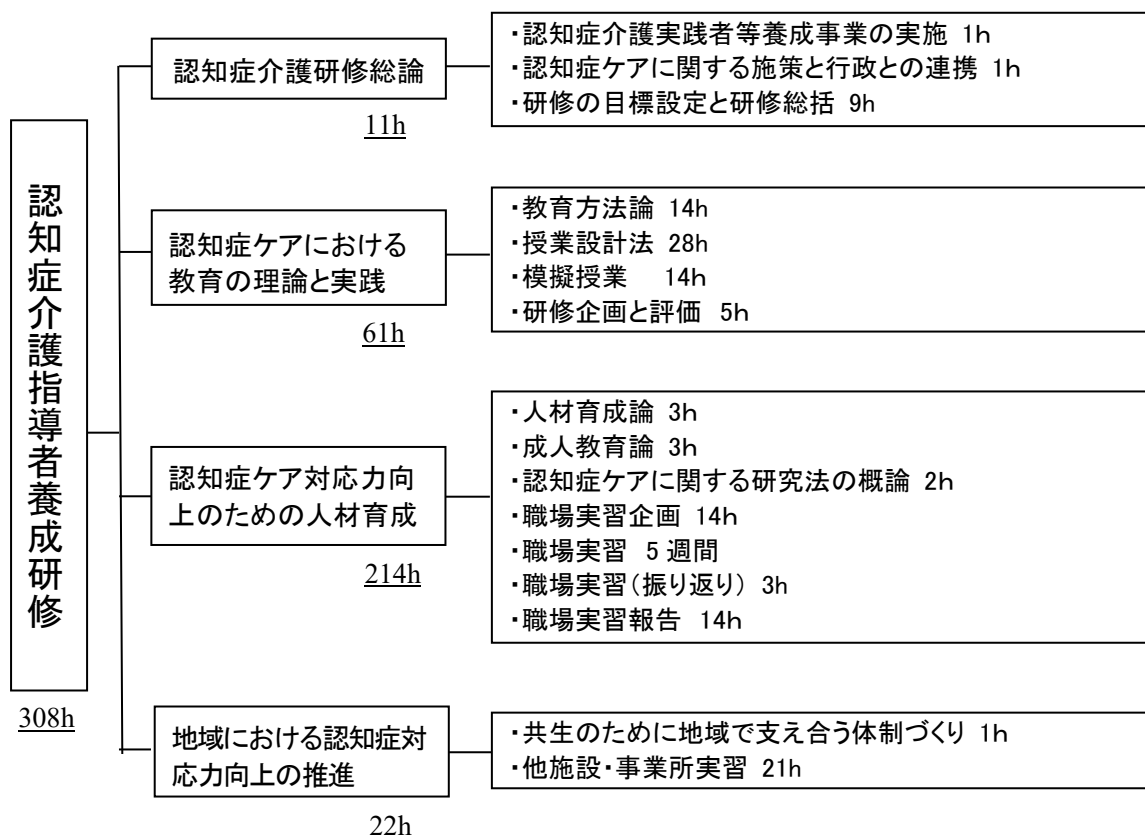 認知症介護指導者養成研修
308h
認知症介護研修総論
11h
・認知症介護実践者等養成事業の実施 1h
・認知症ケアに関する施策と行政との連携 1h
・研修の目標設定と研修総括 9h
認知症ケアにおける
教育の理論と実践
61h
・教育方法論 14h
・授業設計法 28h
・模擬授業 14h
・研修企画と評価 5h
認知症ケア対応力向
上のための人材育成
214h
・人材育成論 3h
・成人教育論 3h
・認知症ケアに関する研究法の概論 2h
・職場実習企画 14h
・職場実習 5週間
・職場実習(振り返り) 3h
・職場実習報告 14h
地域における認知症対
応力向上の推進
22h
・共生のために地域で支え合う体制づくり 1h
・他施設・事業所実習 21h